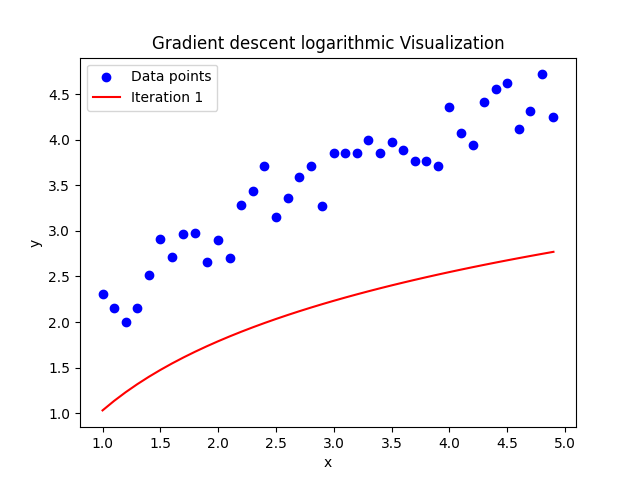 Gradient descent logarithmic Visualization
Data points
Iteration 1
4.5
4.0
3.5
3.0
2.5
2.0
1.5
1.0
y
1.0 1.5 2.0 2.5 3.0 3.5 4.0 4.5 5.0
x